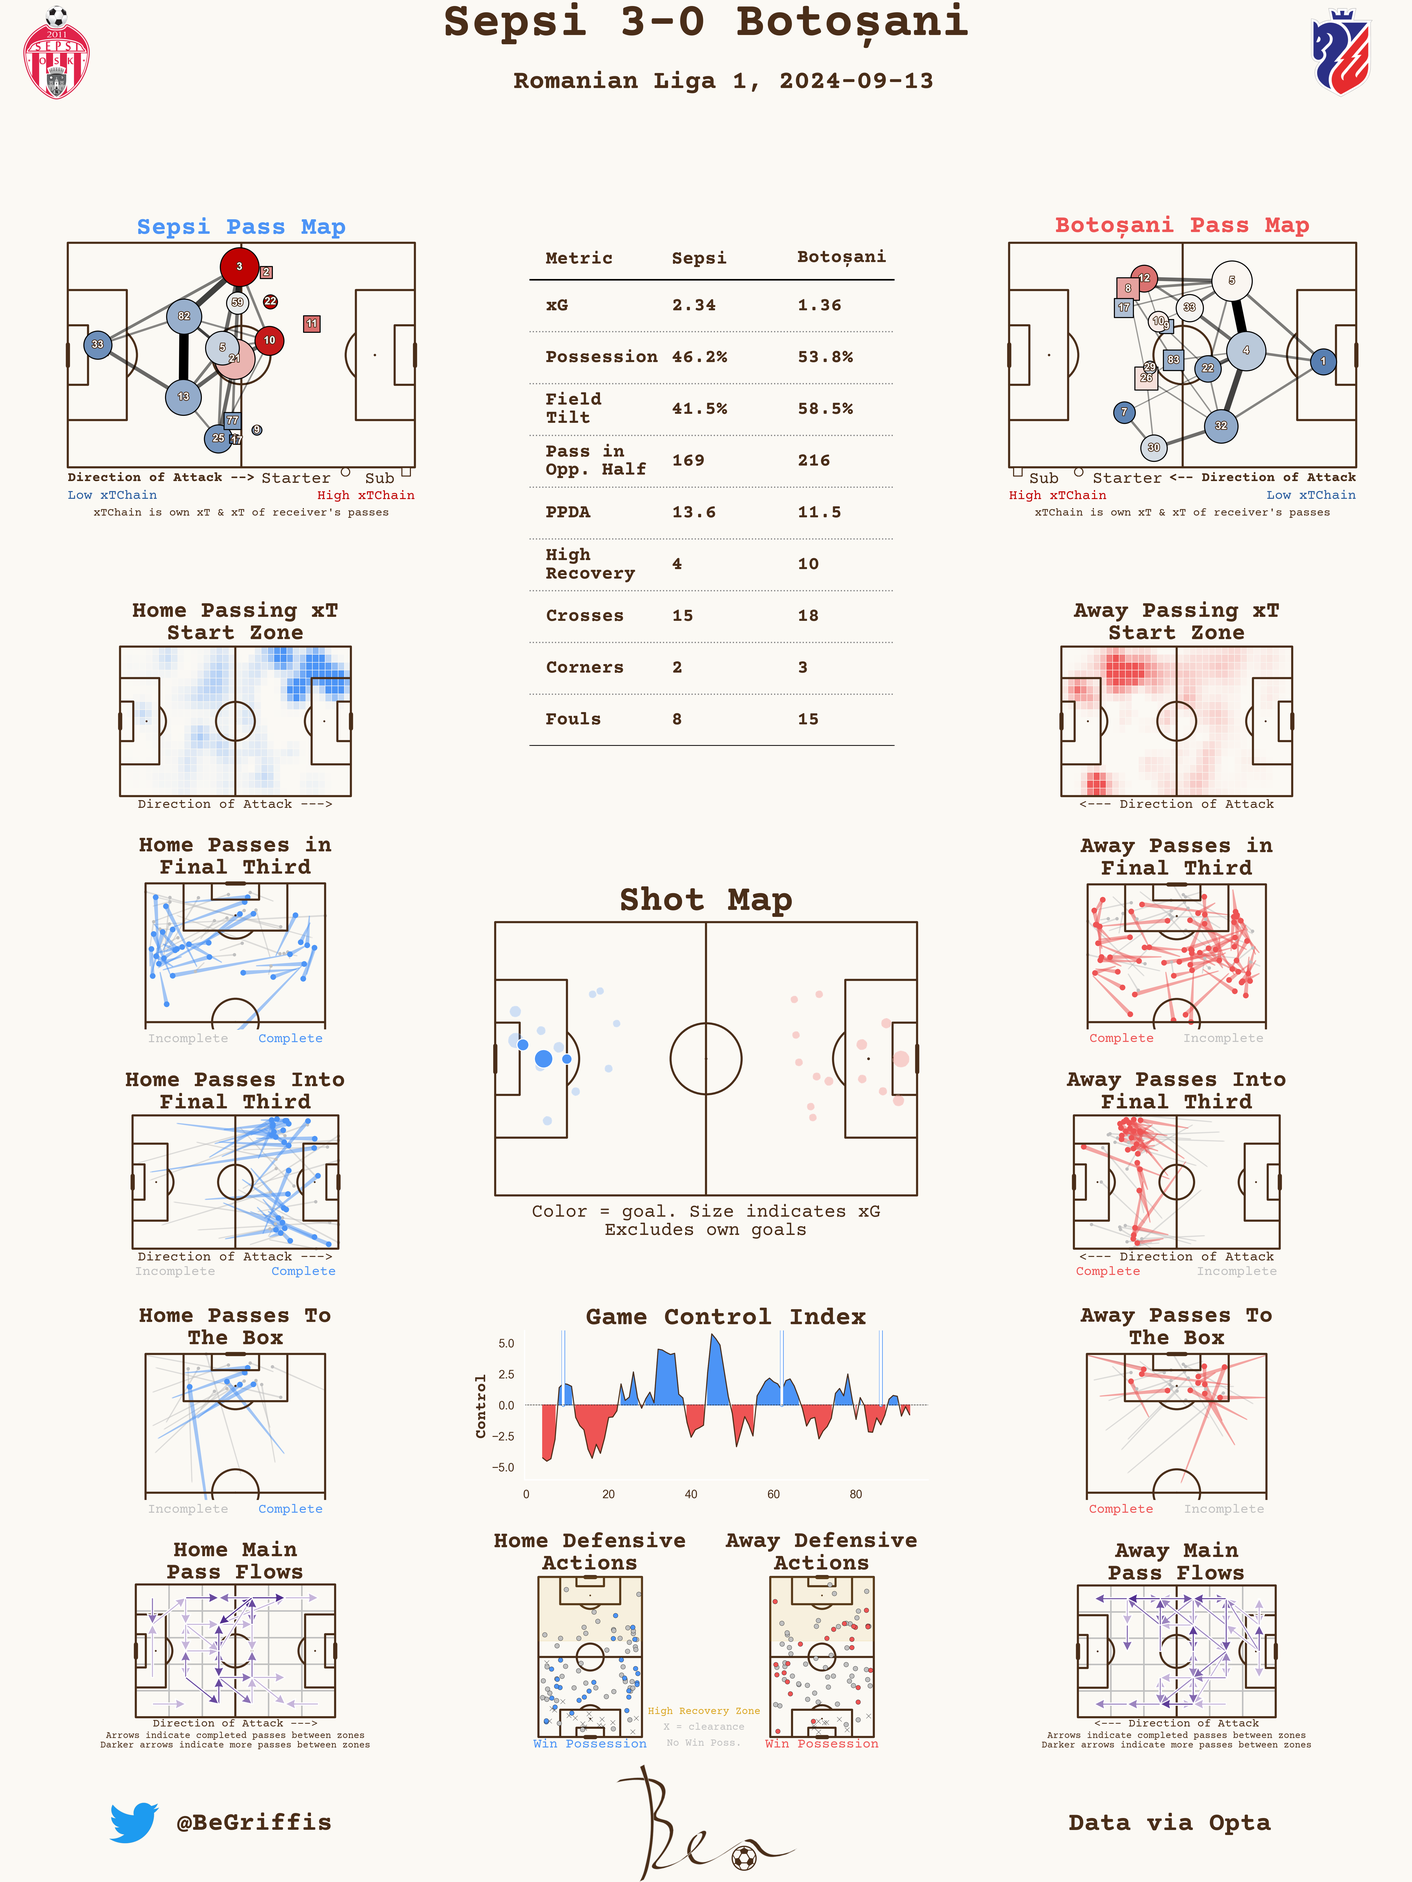 Sepsi 3-0 Botoșani
Romanian Liga 1, 2024-09-13
2011
SEPSI
OSK
Sepsi Pass Map
3
2
59
22
82
11
10
33
5
21
13
77
25
17
9
Direction of Attack --> Starter Sub
Low xTChain High xTChain
xTChain is own xT & xT of receiver's passes
Metric Sepsi Botoșani
xG 2.34 1.36
Possession 46.2% 53.8%
Field
Tilt 41.5% 58.5%
Pass in
Opp. Half 169 216
PPDA 13.6 11.5
High
Recovery 4 10
Crosses 15 18
Corners 2 3
Fouls 8 15
Botoșani Pass Map
12
5
8
17
33
10
9
4
83
1
29
22
26
7
32
30
Sub Starter <-- Direction of Attack
High xTChain Low xTChain
xTChain is own xT & xT of receiver's passes
Home Passing xT
Start Zone
Direction of Attack --->
Away Passing xT
Start Zone
<--- Direction of Attack
Home Passes in
Final Third
Incomplete Complete
Away Passes in
Final Third
Complete Incomplete
Shot Map
Color = goal. Size indicates xG
Excludes own goals
Home Passes Into
Final Third
Direction of Attack --->
Incomplete Complete
Away Passes Into
Final Third
<--- Direction of Attack
Complete Incomplete
Home Passes To
The Box
Incomplete Complete
Game Control Index
Control
5.0
2.5
0.0
−2.5
−5.0
0 20 40 60 80
Away Passes To
The Box
Complete Incomplete
Home Main
Pass Flows
Direction of Attack --->
Arrows indicate completed passes between zones
Darker arrows indicate more passes between zones
Home Defensive
Actions
Win Possession
High Recovery Zone
X = clearance
No Win Poss.
Away Defensive
Actions
Win Possession
Away Main
Pass Flows
<--- Direction of Attack
Arrows indicate completed passes between zones
Darker arrows indicate more passes between zones
@BeGriffis
Ben
Data via Opta